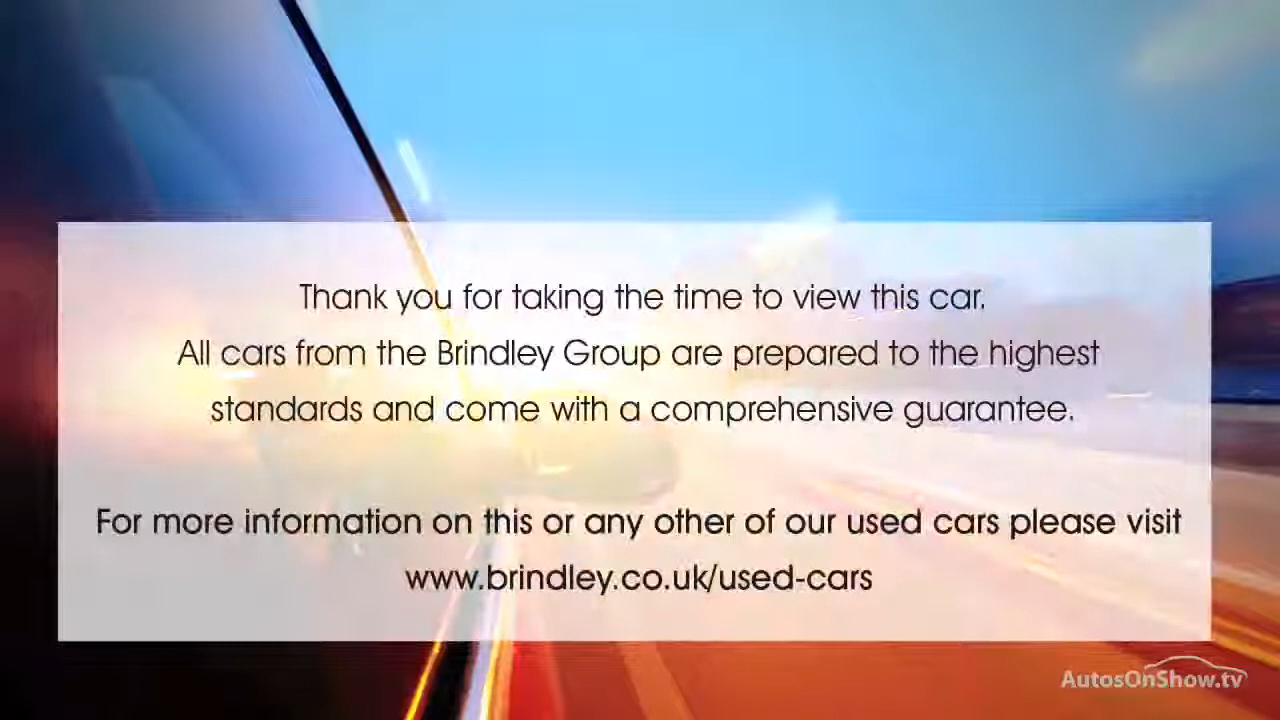 Thank you for taking the time to view this car.
All cars from the Brindley Group are prepared to the highest
standards and come with a comprehensive guarantee.
For more information on this or any other of our used cars please visit
www.brindley.co.uk/used-cars
AutosOnShow.tv